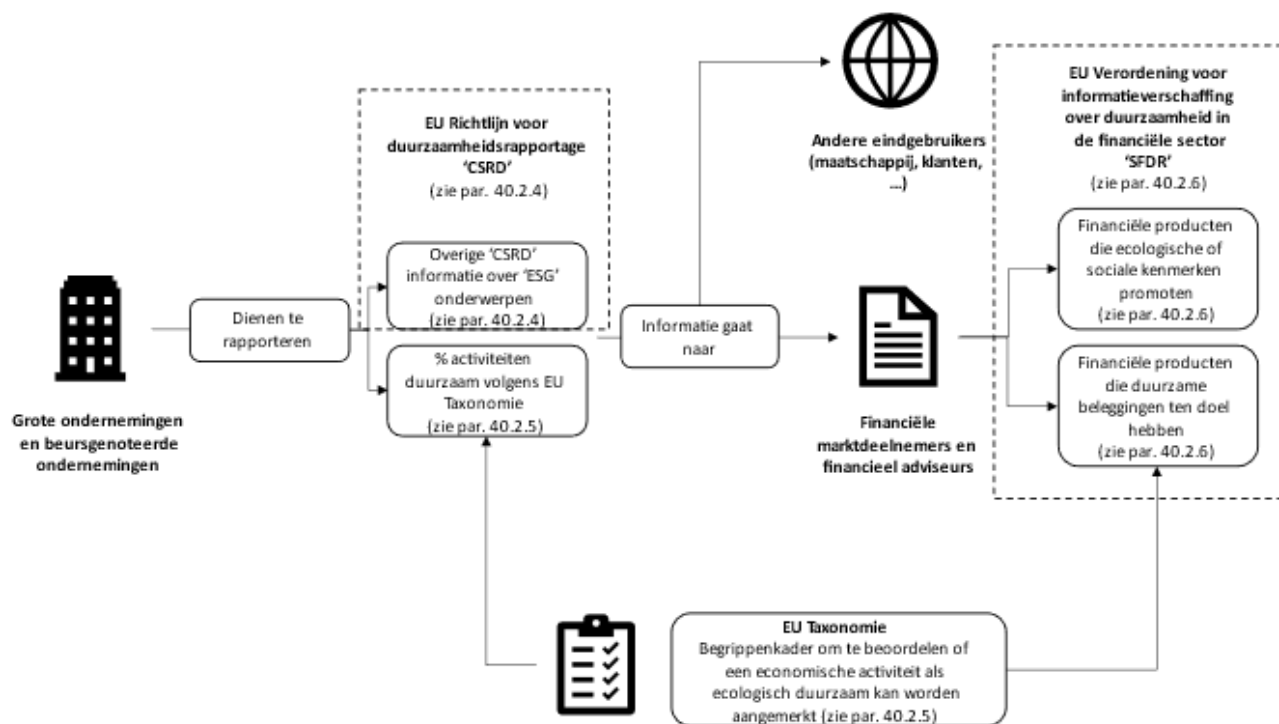 EU Richtlijn voor
duurzaamheidsrapportage
‘CSRD’
(zie par. 40.2.4)
Overige ‘CSRD’
informatie over ‘ESG’
onderwerpen
(zie par. 40.2.4)
Dienen te
rapporteren
% activiteiten
duurzaam volgens EU
Taxonomie
(zie par. 40.2.5)
Grote ondernemingen
en beursgenoteerde
ondernemingen
Informatie gaat
naar
Andere eindgebruikers
(maatschappij, klanten,
...)
Financiële
marktdeelnemers en
financieel adviseurs
EU Verordening voor
informatieverschaffing
over duurzaamheid in
de financiële sector
‘SFDR’
(zie par. 40.2.6)
Financiële producten
die ecologische of
sociale kenmerken
promoten
(zie par. 40.2.6)
Financiële producten
die duurzame
beleggingen ten doel
hebben
(zie par. 40.2.6)
EU Taxonomie
Begrippenkader om te beoordelen of
een economische activiteit als
ecologisch duurzaam kan worden
aangemerkt (zie par. 40.2.5)